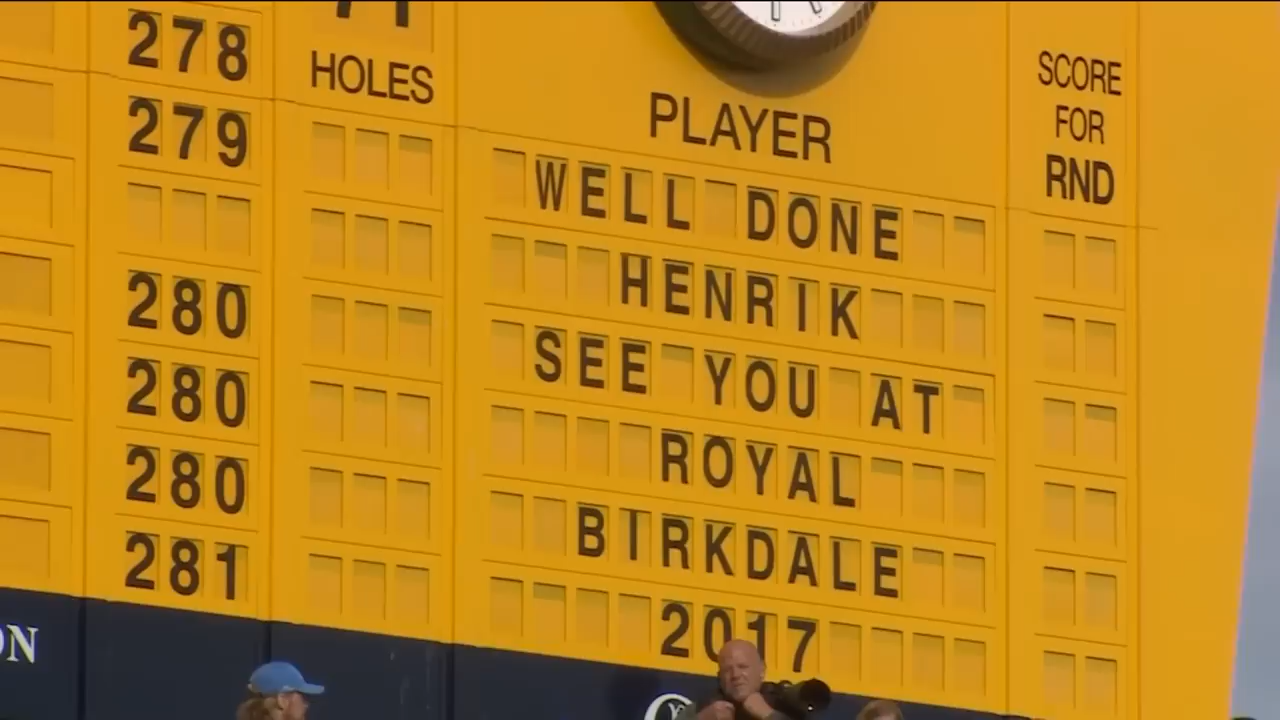 278
279
280
280
280
281
HOLES
PLAYER
WELL DONE
HENRIK
SEE YOU AT
ROYAL
BIRKDALE
2017
SCORE
FOR
RND
ON